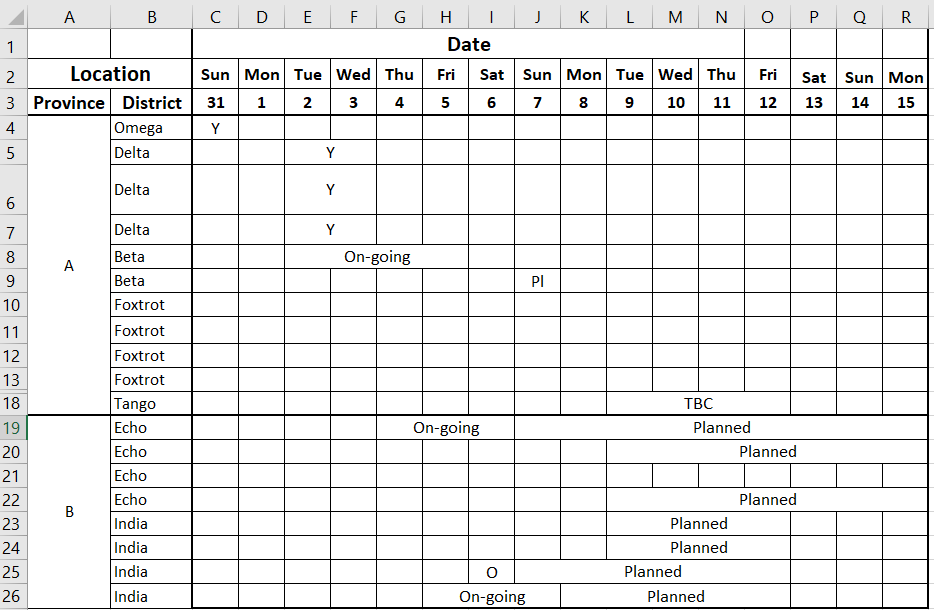 A B C D E F G H I J K L M N O P Q R
1 Date
2 Location Sun Mon Tue Wed Thu Fri Sat Sun Mon Tue Wed Thu Fri Sat Sun Mon
3 Province District 31 1 2 3 4 5 6 7 8 9 10 11 12 13 14 15
4 Omega Y
5 Delta Y
6 Delta Y
7 Delta Y
8 Beta On-going
A
9 Beta Pl
10 Foxtrot
11 Foxtrot
12 Foxtrot
13 Foxtrot
18 Tango TBC
19 Echo On-going Planned
20 Echo Planned
21 Echo
22 Echo Planned
B
23 India Planned
24 India Planned
25 India O Planned
26 India On-going Planned